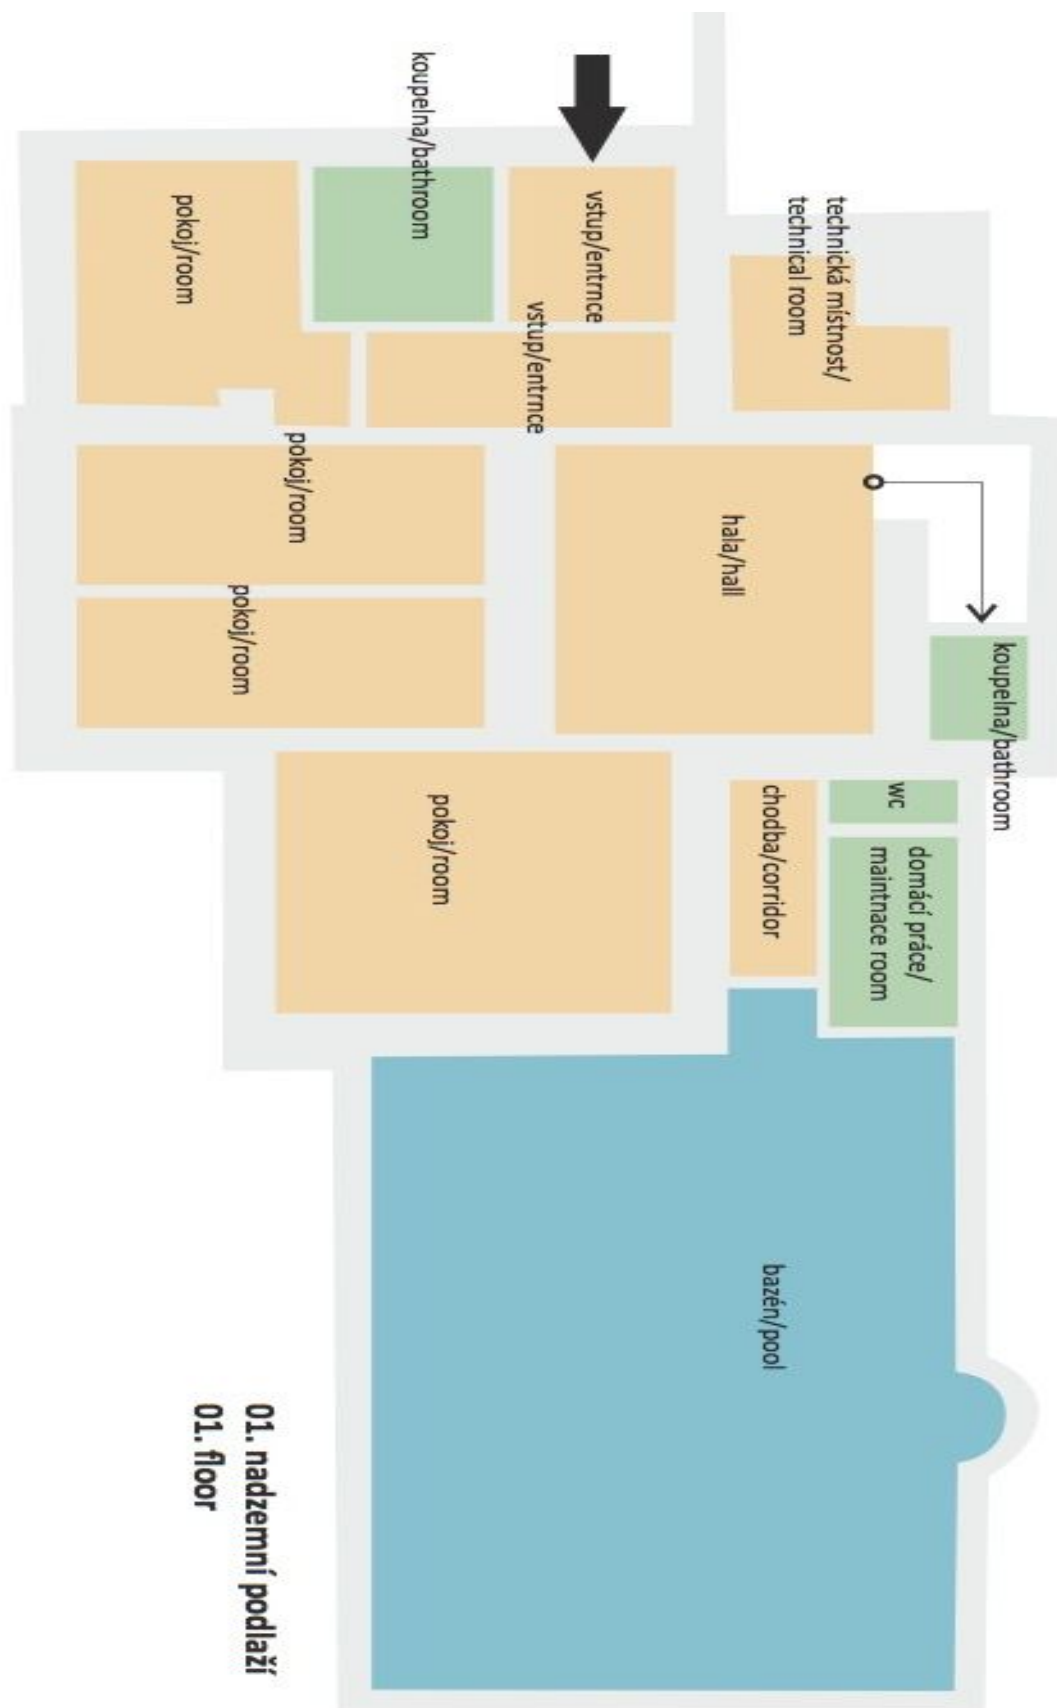 koupelna/bathroom
vstup/entrnce
technická místnost/
technical room
pokoj/room
vstup/entrnce
pokoj/room
hala/hall
pokoj/room
koupelna/bathroom
pokoj/room
chodba/corridor
wc
domácí práce/
maintnace room
bazén/pool
01. nadzemní podlaží
01. floor